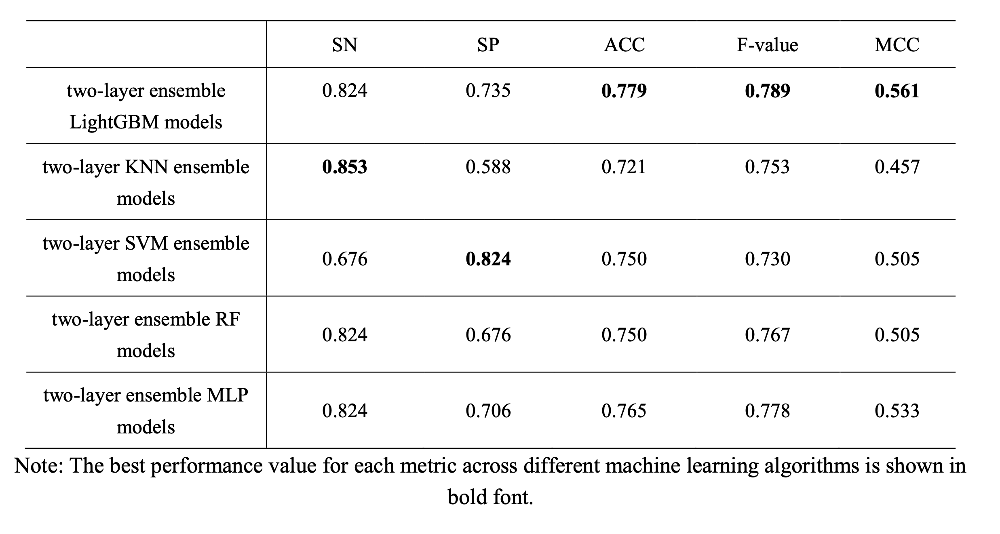 SN SP ACC F-value MCC
two-layer ensemble 0.824 0.735 0.779 0.789 0.561
LightGBM models
two-layer KNN ensemble 0.853 0.588 0.721 0.753 0.457
models
two-layer SVM ensemble
0.676 0.824 0.750 0.730 0.505
models
two-layer ensemble RF
0.824 0.676 0.750 0.767 0.505
models
two-layer ensemble MLP
0.824 0.706 0.765 0.778 0.533
models
Note: The best performance value for each metric across different machine learning algorithms is shown in
bold font.